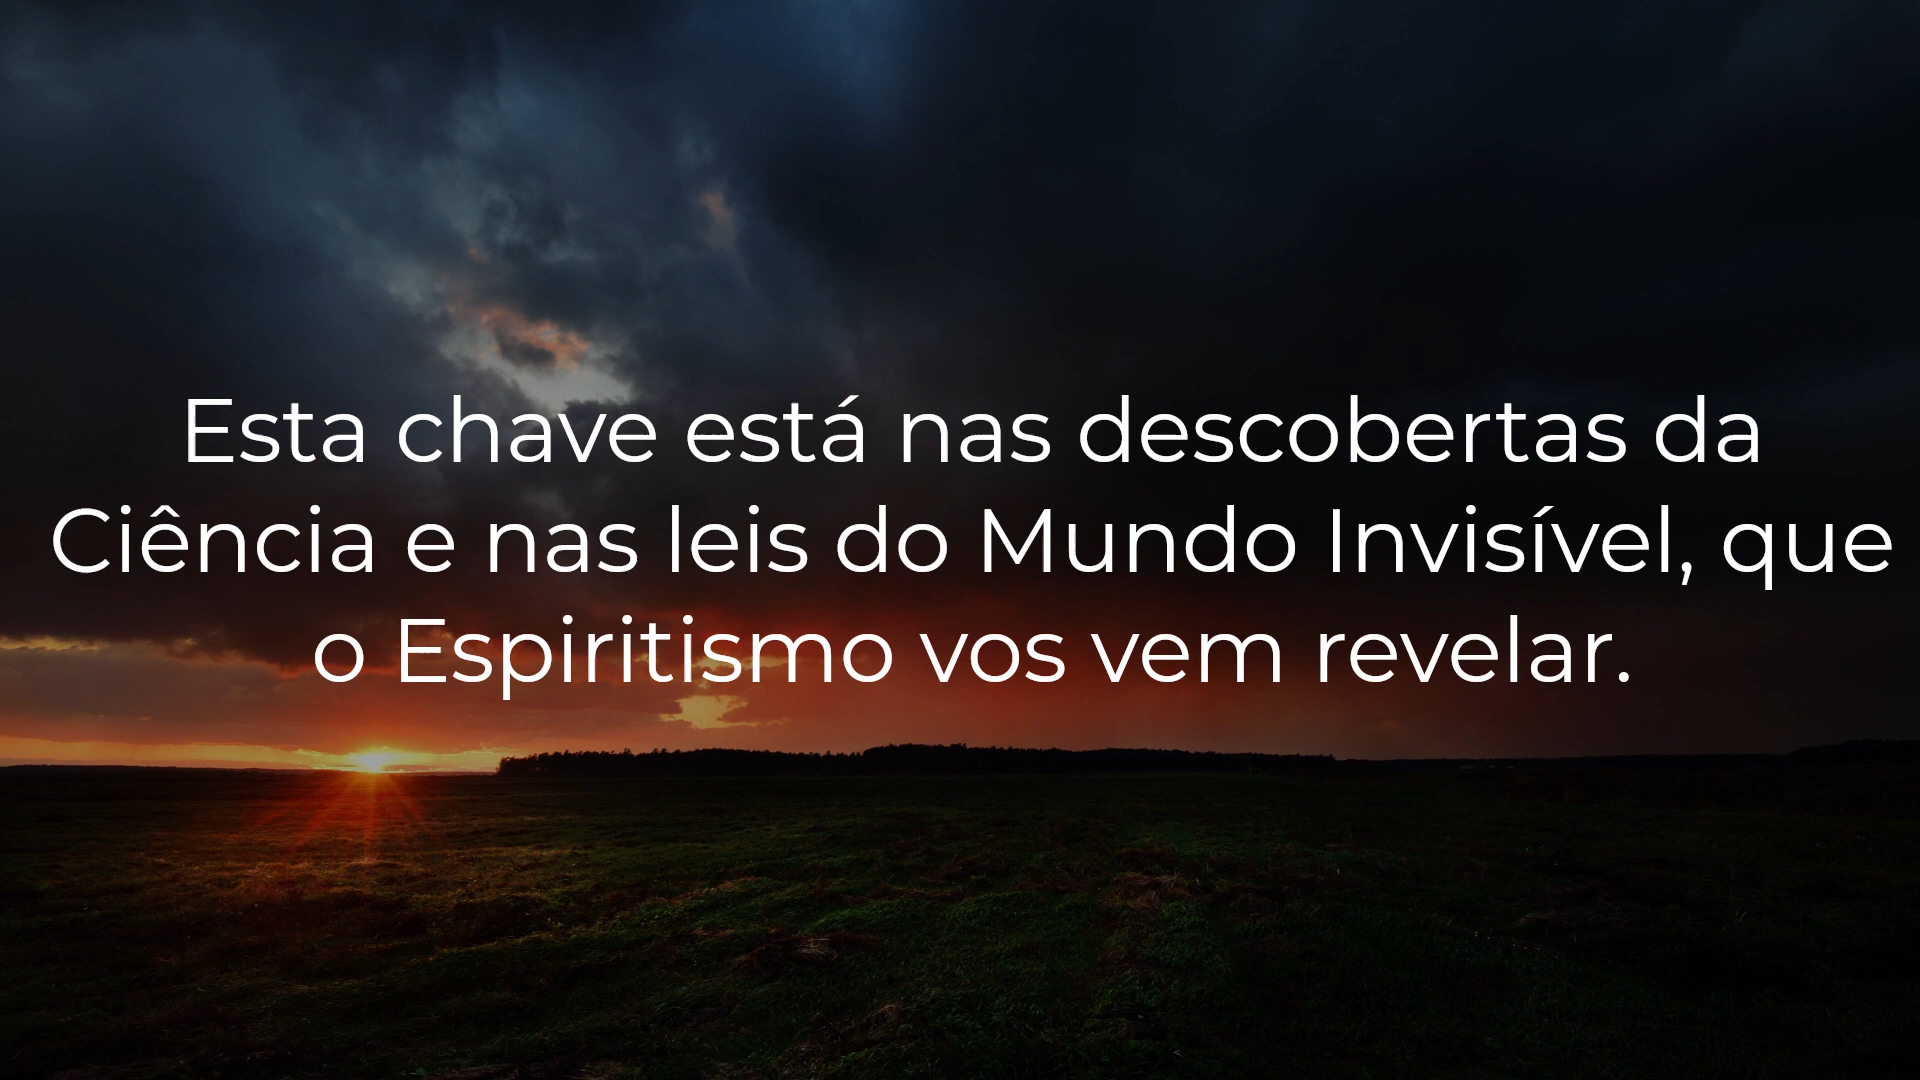 Esta chave está nas descobertas da
Ciência e nas leis do Mundo Invisível, que
o Espiritismo vos vem revelar.